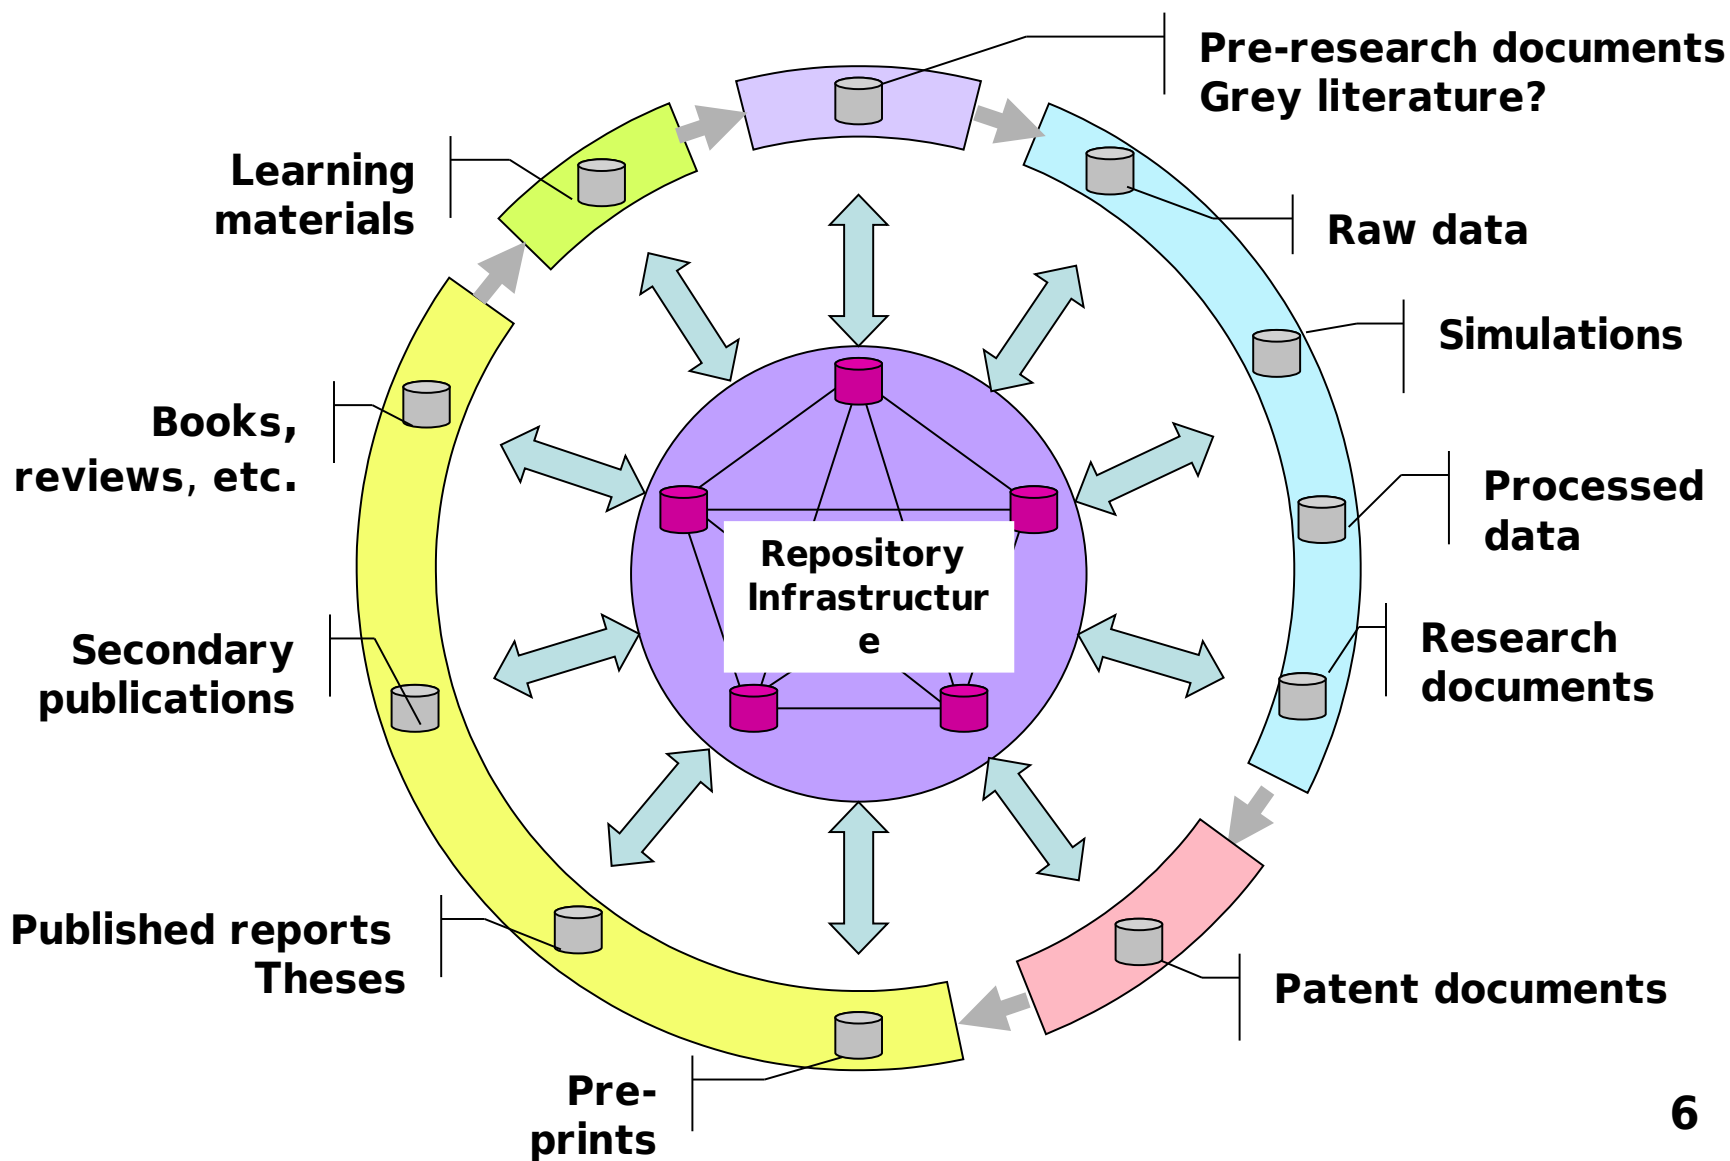 Pre-research documents
Grey literature?
Learning
materials
Raw data
Simulations
Books,
reviews, etc.
Processed
data
Repository
Infrastructur
e
Research
documents
Secondary
publications
Published reports
Theses
Patent documents
Pre-
prints
6